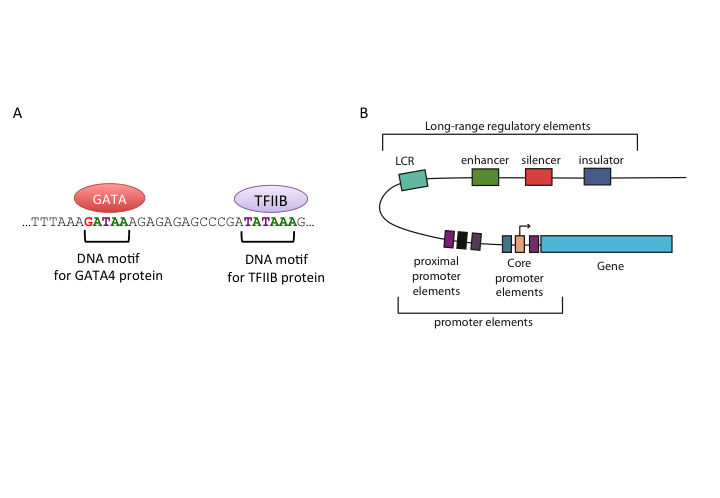 A
GATA
TFIIB
...TTTAAAGATAAAGAGAGAGCCCGATATAAAG...
DNA motif
for GATA4 protein
DNA motif
for TFIIB protein
B
Long-range regulatory elements
LCR
enhancer
silencer
insulator
proximal
promoter
elements
Core
promoter
elements
Gene
promoter elements